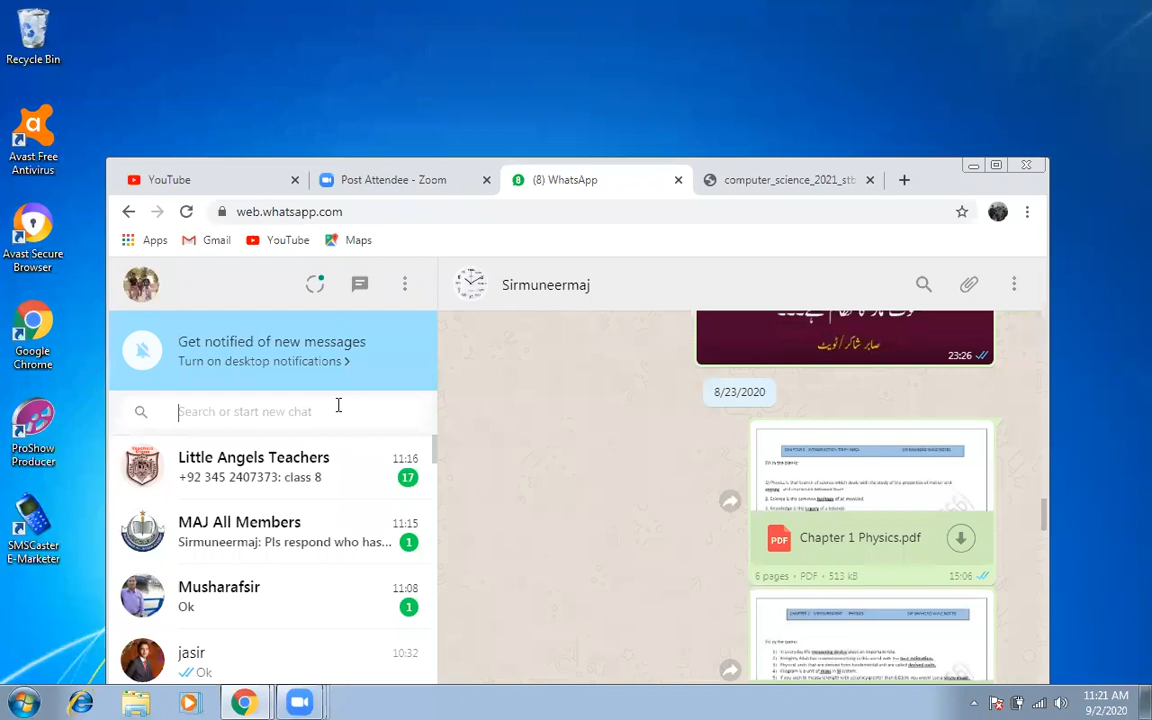 Recycle Bin
Avast Free
Antivirus
Avast Secure
Browser
Google
Chrome
ProShow
Producer
SMSCaster
E-Marketer
YouTube
Post Attendee - Zoom
(8) WhatsApp
computer_science_2021_stb
web.whatsapp.com
Apps
Gmail
YouTube
Maps
Sirmuneermaj
Get notified of new messages
Turn on desktop notifications >
Search or start new chat
Little Angels Teachers
11:16
+92 345 2407373: class 8
17
MAJ All Members
11:15
Sirmuneermaj: Pls respond who has...
1
Musharafsir
11:08
Ok
1
jasir
10:32
Ok
صابر شاکر/ٹویٹ
23:26
8/23/2020
PDF
Chapter 1 Physics.pdf
6 pages • PDF • 513 kB
15:06
11:21 AM
9/2/2020